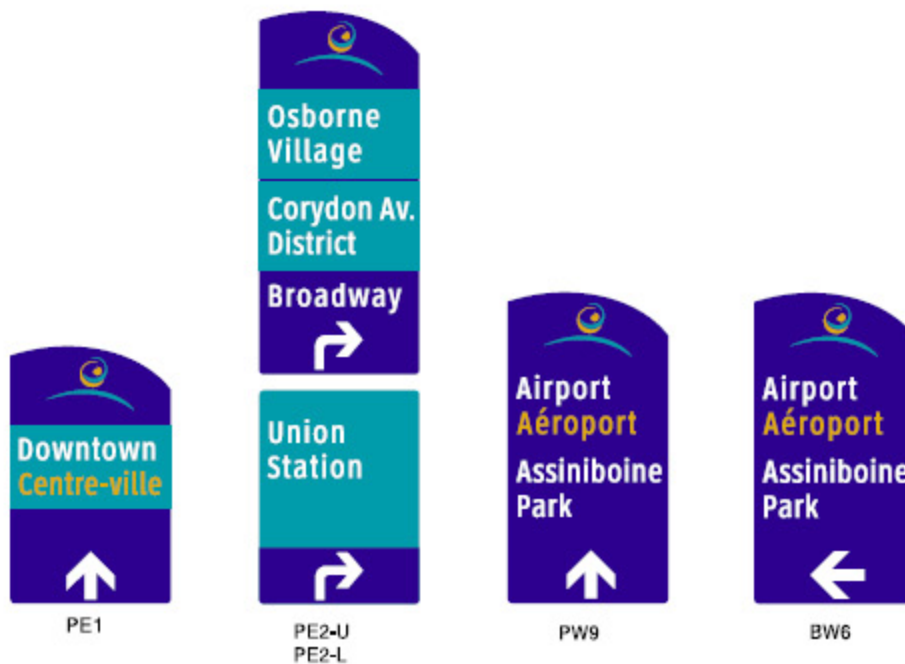 Osborne
Village
Corydon Av.
District
Broadway
Downtown
Centre-ville
Union
Station
Airport
Aéroport
Assiniboine
Park
Airport
Aéroport
Assiniboine
Park
PE1
PE2-U
PE2-L
PW9
BW6